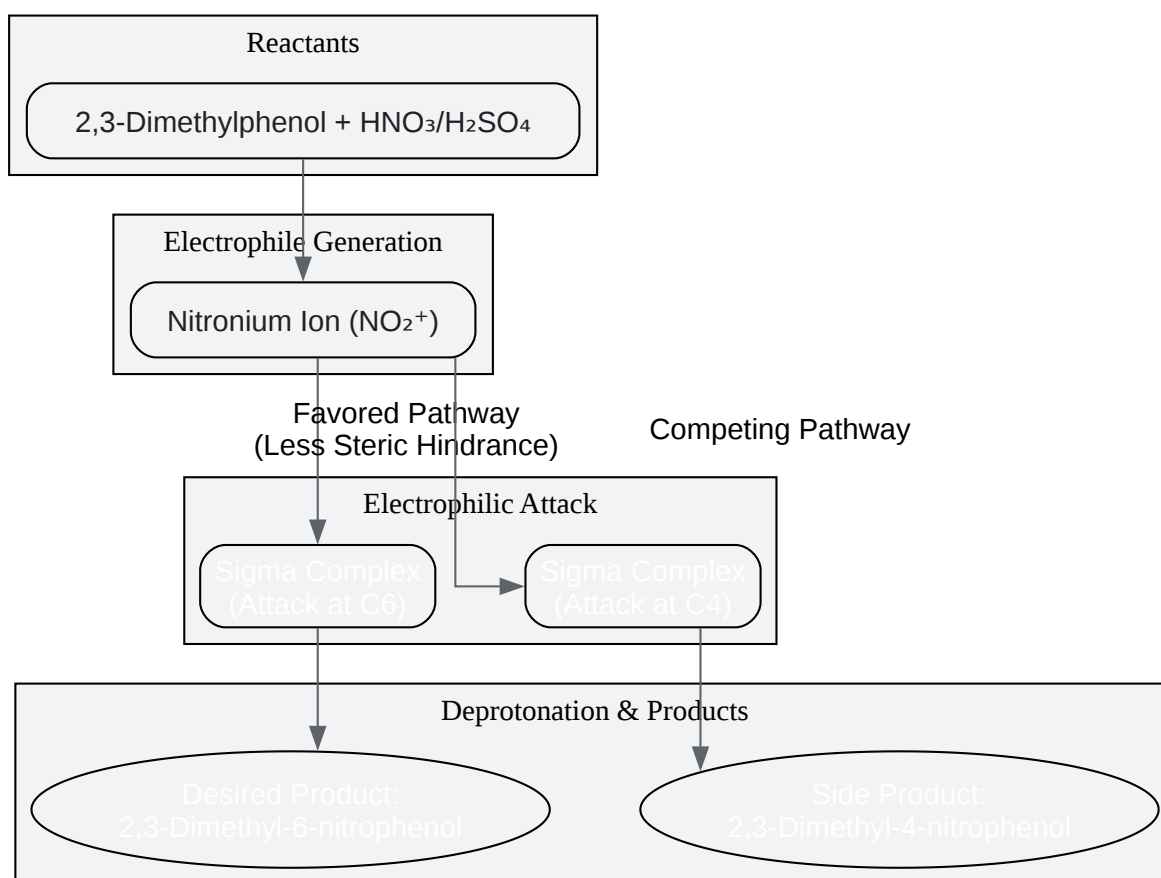 Reactants
2,3-Dimethylphenol + HNO₃/H₂SO₄
Electrophile Generation
Nitronium Ion (NO₂⁺)
Favored Pathway
(Less Steric Hindrance)
Competing Pathway
Electrophilic Attack
Sigma Complex
(Attack at C6)
Sigma Complex
(Attack at C4)
Deprotonation & Products
Desired Product:
2,3-Dimethyl-6-nitrophenol
Side Product:
2,3-Dimethyl-4-nitrophenol